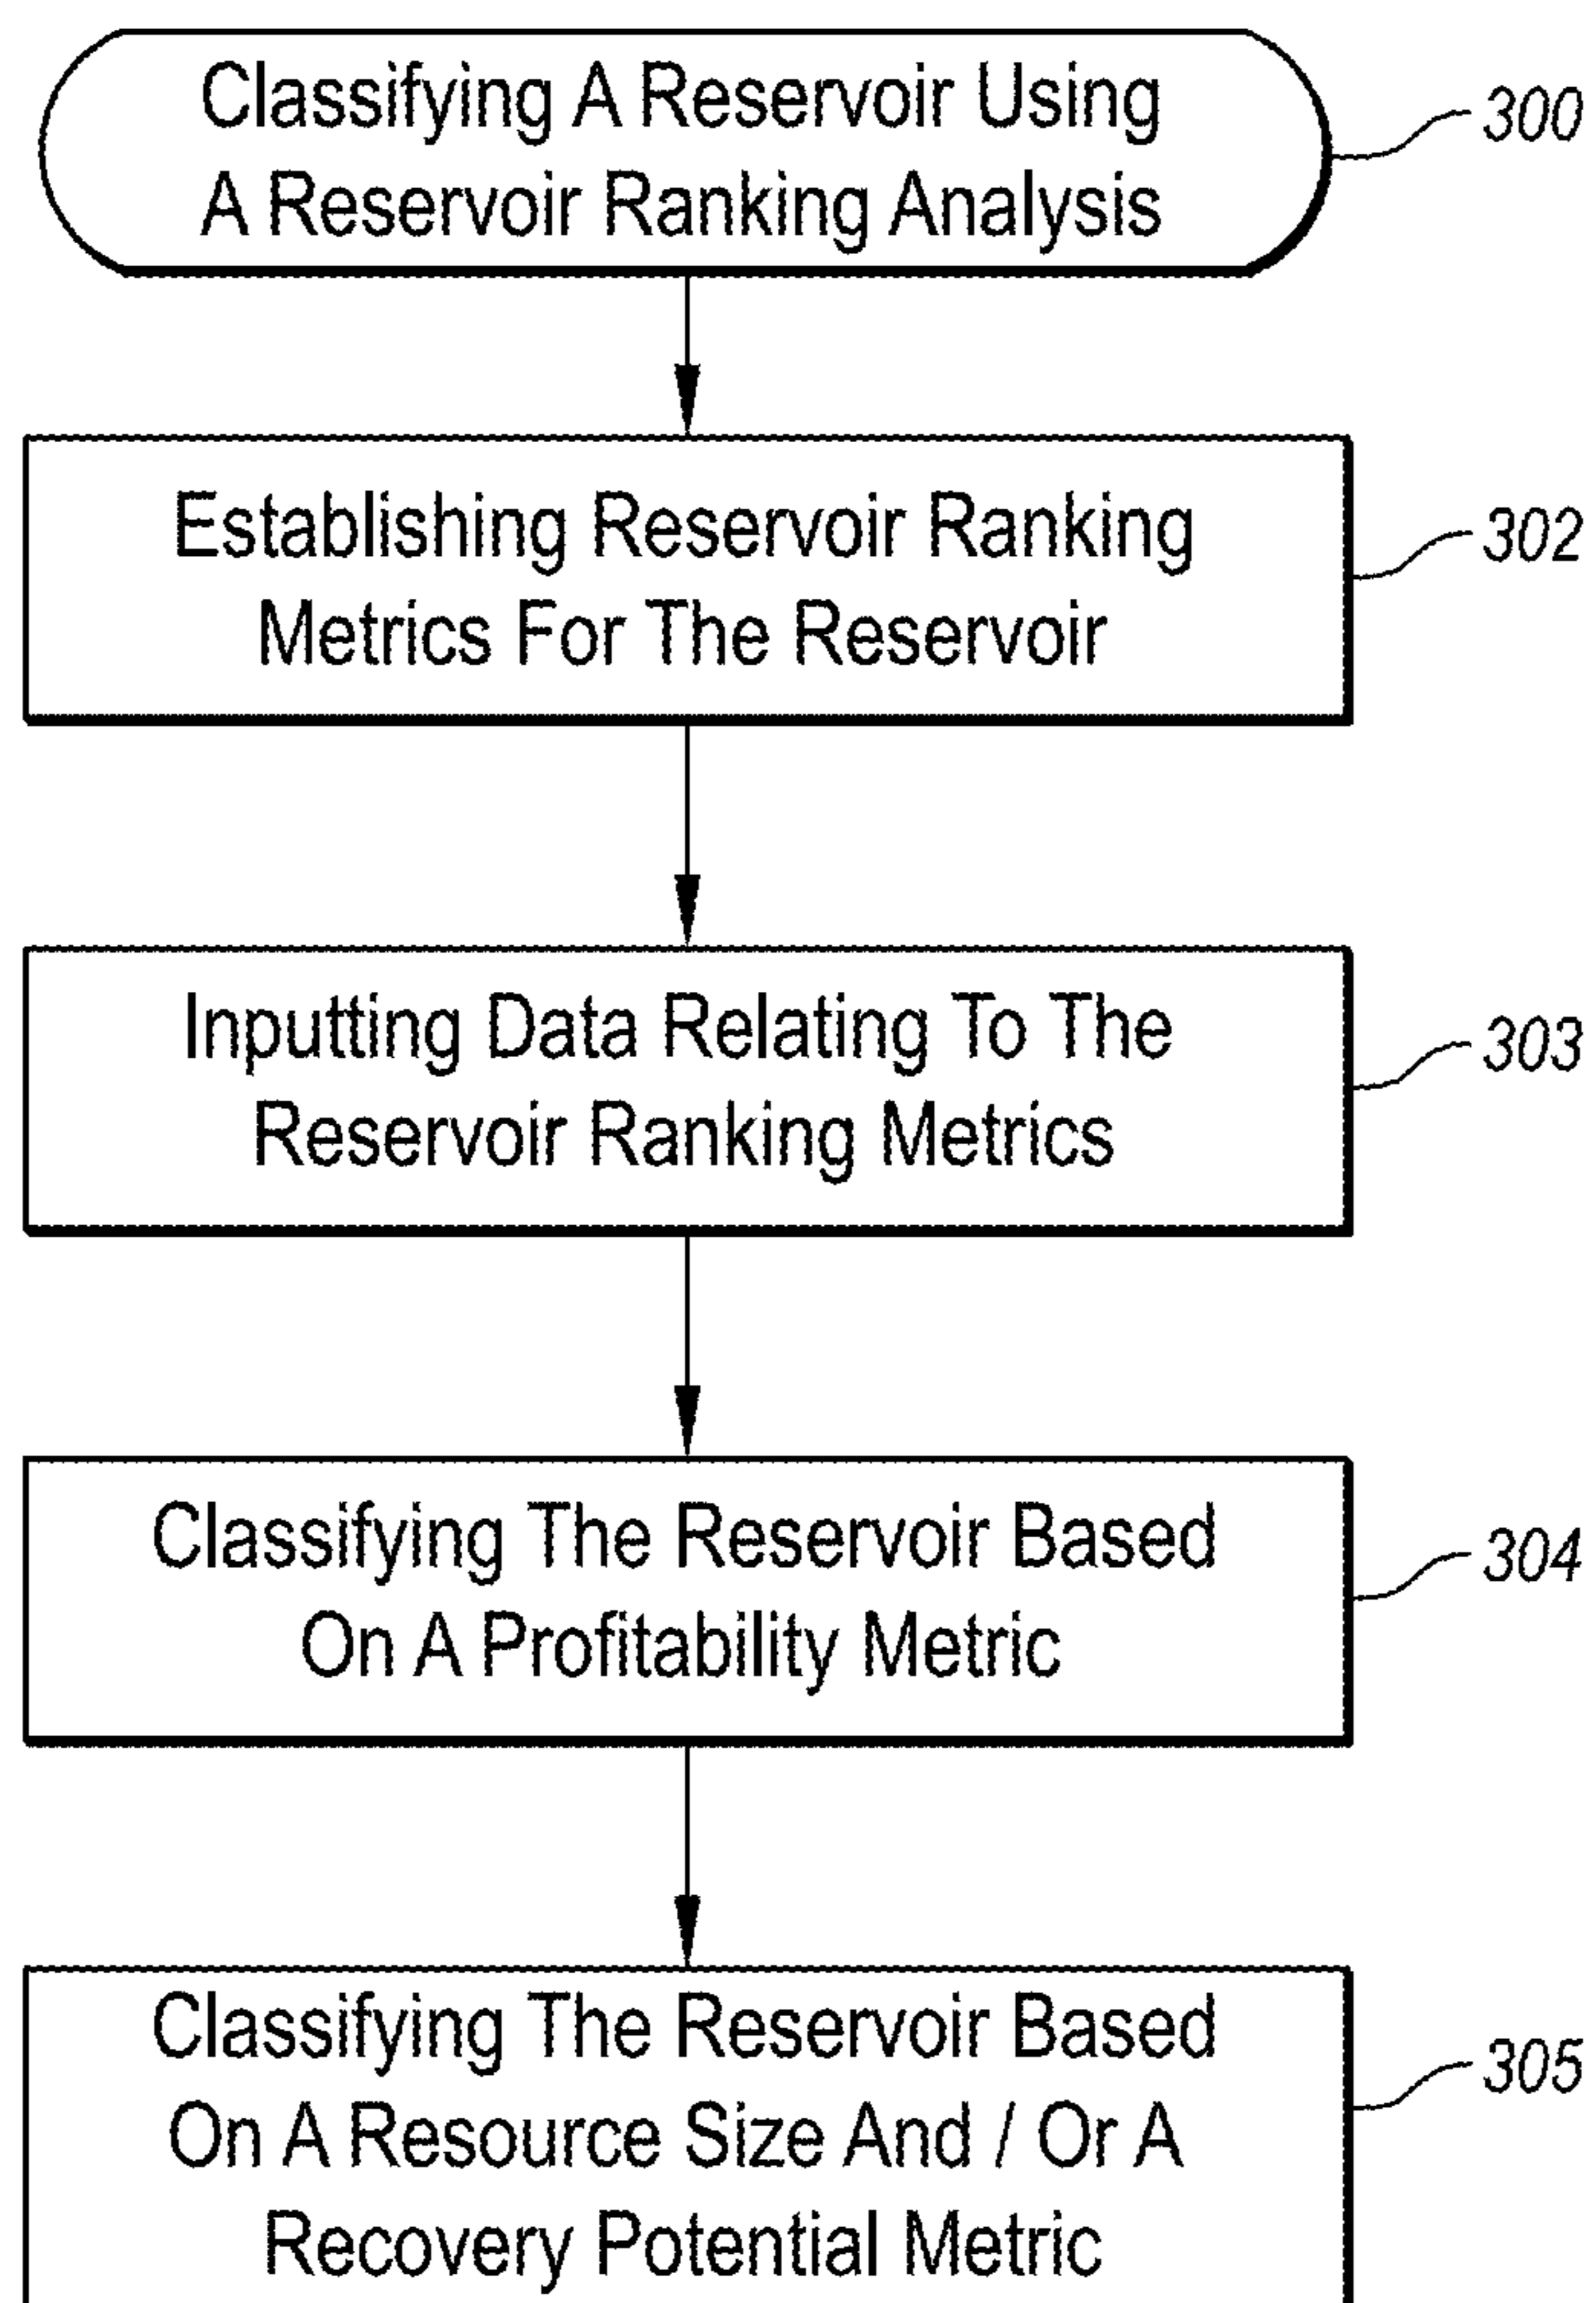 Classifying A Reservoir Using
A Reservoir Ranking Analysis
300
Establishing Reservoir Ranking
Metrics For The Reservoir
302
Inputting Data Relating To The
Reservoir Ranking Metrics
303
Classifying The Reservoir Based
On A Profitability Metric
304
Classifying The Reservoir Based
On A Resource Size And / Or A
Recovery Potential Metric
305